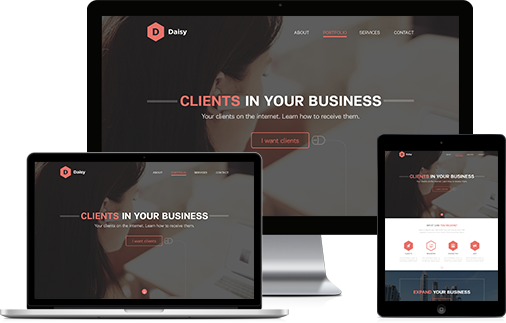 D Daisy
ABOUT PORTFOLIO SERVICES CONTACT
CLIENTS IN YOUR BUSINESS
Your clients on the internet. Learn how to receive them.
I want clients
D Daisy
ABOUT PORTFOLIO SERVICES CONTACT
CLIENTS IN YOUR BUSINESS
Your clients on the internet. Learn how to receive them.
I want clients
Daisy
CLIENTS IN YOUR BUSINESS
EXPAND YOUR BUSINESS